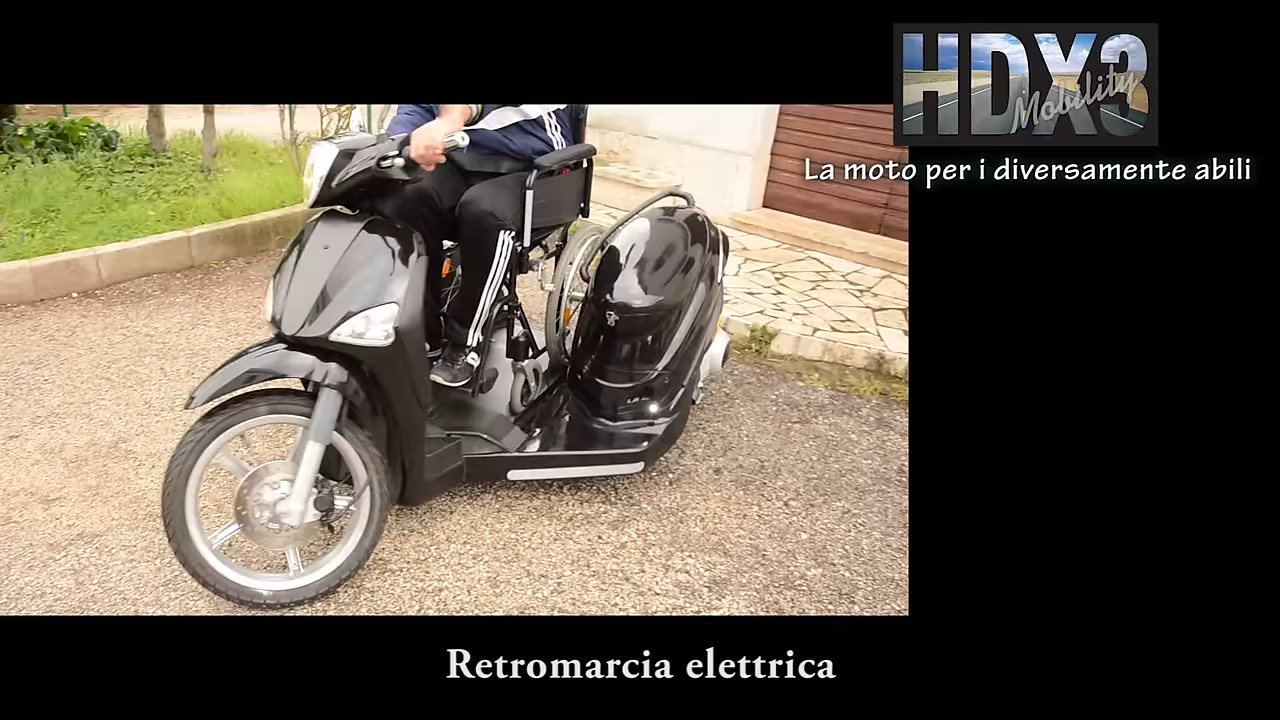 HDX3
Mobility
La moto per i diversamente abili
Retromarcia elettrica